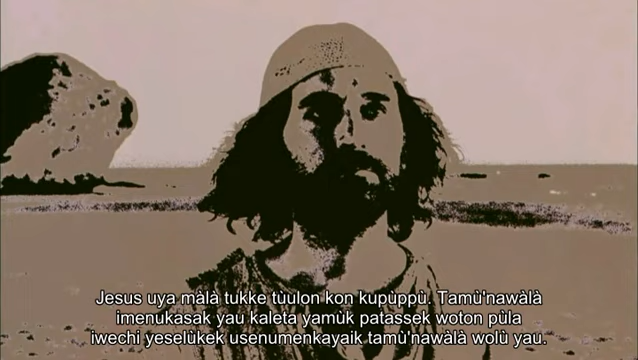 Jesus uya màlà tukke tùulon kon kupùppù. Tamù'nawàlà
imenukasak yau kaleta yamùk patassek woton pùla
iwechi yeselùkek usenumenkayaik tamù'nawàlà wolù yau.